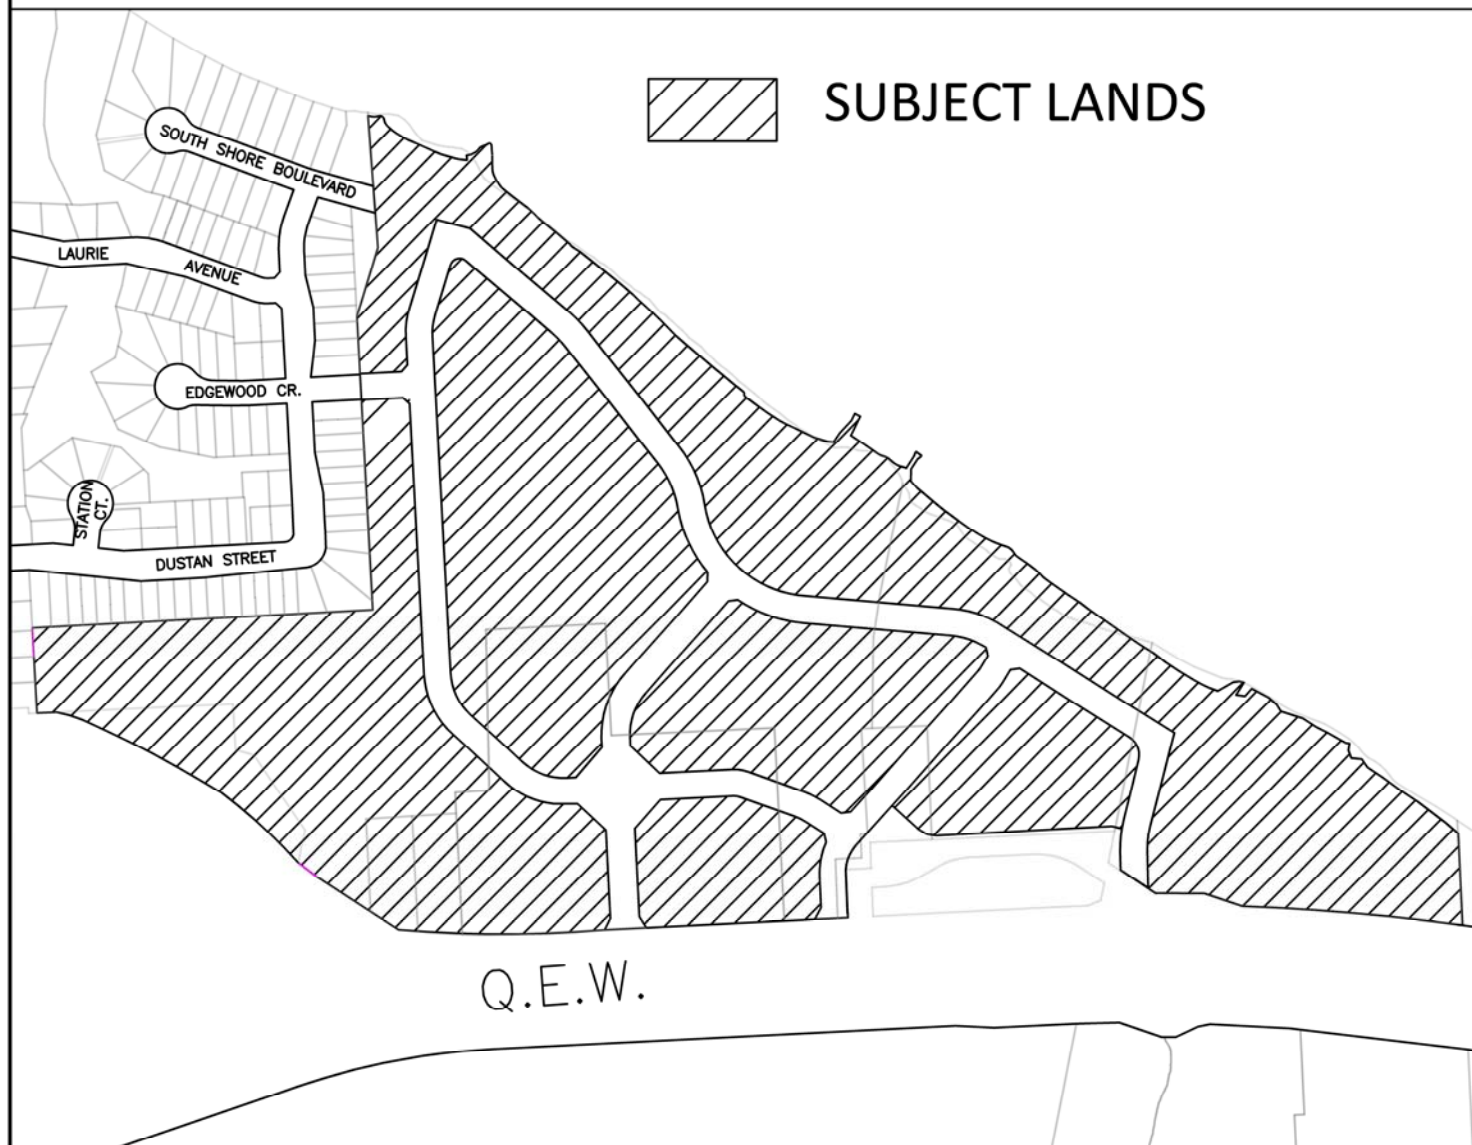 SUBJECT LANDS
SOUTH SHORE BOULEVARD
LAURIE AVENUE
EDGEWOOD CR.
STATION
CT.
DUSTAN STREET
Q.E.W.